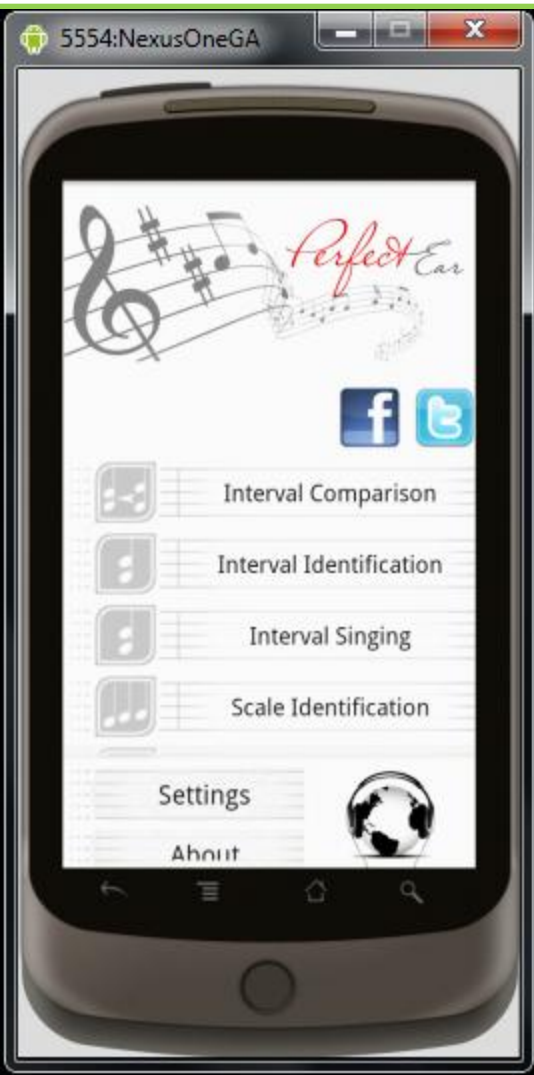 5554:NexusOneGA
Perfect Ear
Interval Comparison
Interval Identification
Interval Singing
Scale Identification
Settings
About